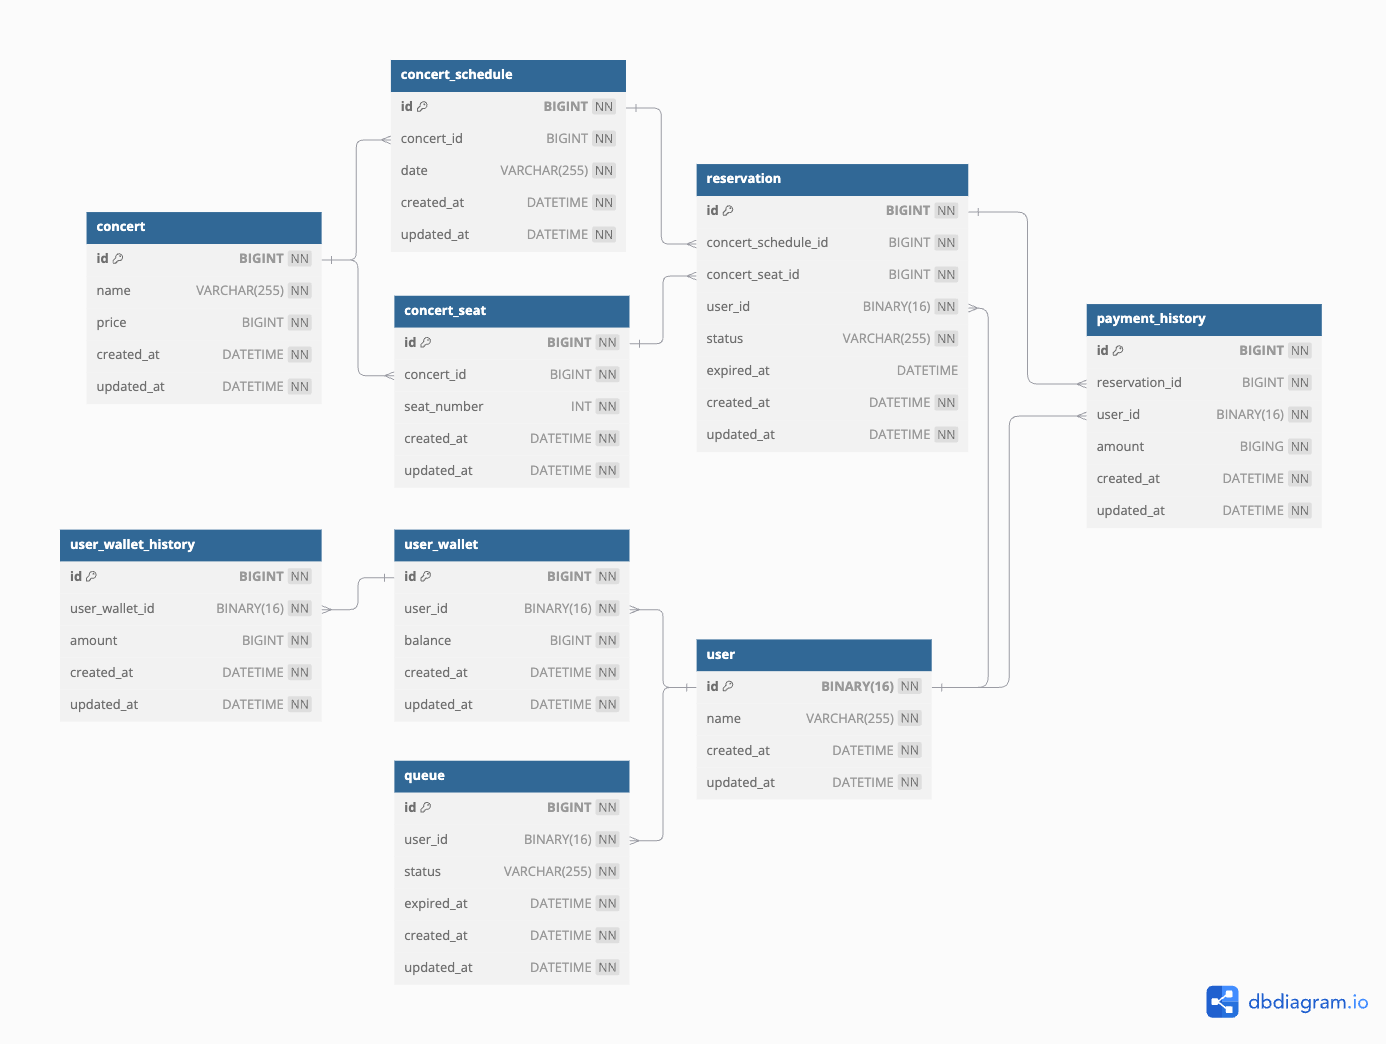 concert_schedule
id BIGINT NN
concert_id BIGINT NN
date VARCHAR(255) NN
created_at DATETIME NN
updated_at DATETIME NN
concert
id BIGINT NN
name VARCHAR(255) NN
price BIGINT NN
created_at DATETIME NN
updated_at DATETIME NN
concert_seat
id BIGINT NN
concert_id BIGINT NN
seat_number INT NN
created_at DATETIME NN
updated_at DATETIME NN
reservation
id BIGINT NN
concert_schedule_id BIGINT NN
concert_seat_id BIGINT NN
user_id BINARY(16) NN
status VARCHAR(255) NN
expired_at DATETIME
created_at DATETIME NN
updated_at DATETIME NN
payment_history
id BIGINT NN
reservation_id BIGINT NN
user_id BINARY(16) NN
amount BIGING NN
created_at DATETIME NN
updated_at DATETIME NN
user_wallet_history
id BIGINT NN
user_wallet_id BINARY(16) NN
amount BIGINT NN
created_at DATETIME NN
updated_at DATETIME NN
user_wallet
id BIGINT NN
user_id BINARY(16) NN
balance BIGINT NN
created_at DATETIME NN
updated_at DATETIME NN
user
id BINARY(16) NN
name VARCHAR(255) NN
created_at DATETIME NN
updated_at DATETIME NN
queue
id BIGINT NN
user_id BINARY(16) NN
status VARCHAR(255) NN
expired_at DATETIME NN
created_at DATETIME NN
updated_at DATETIME NN
dbdiagram.io